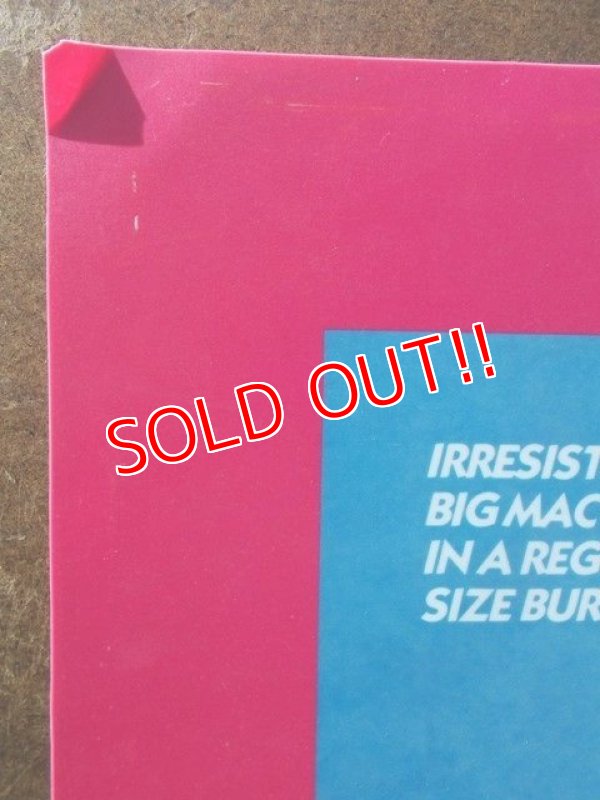 SOLD OUT!!
IRRESIST
BIG MAC
IN A REG
SIZE BUR